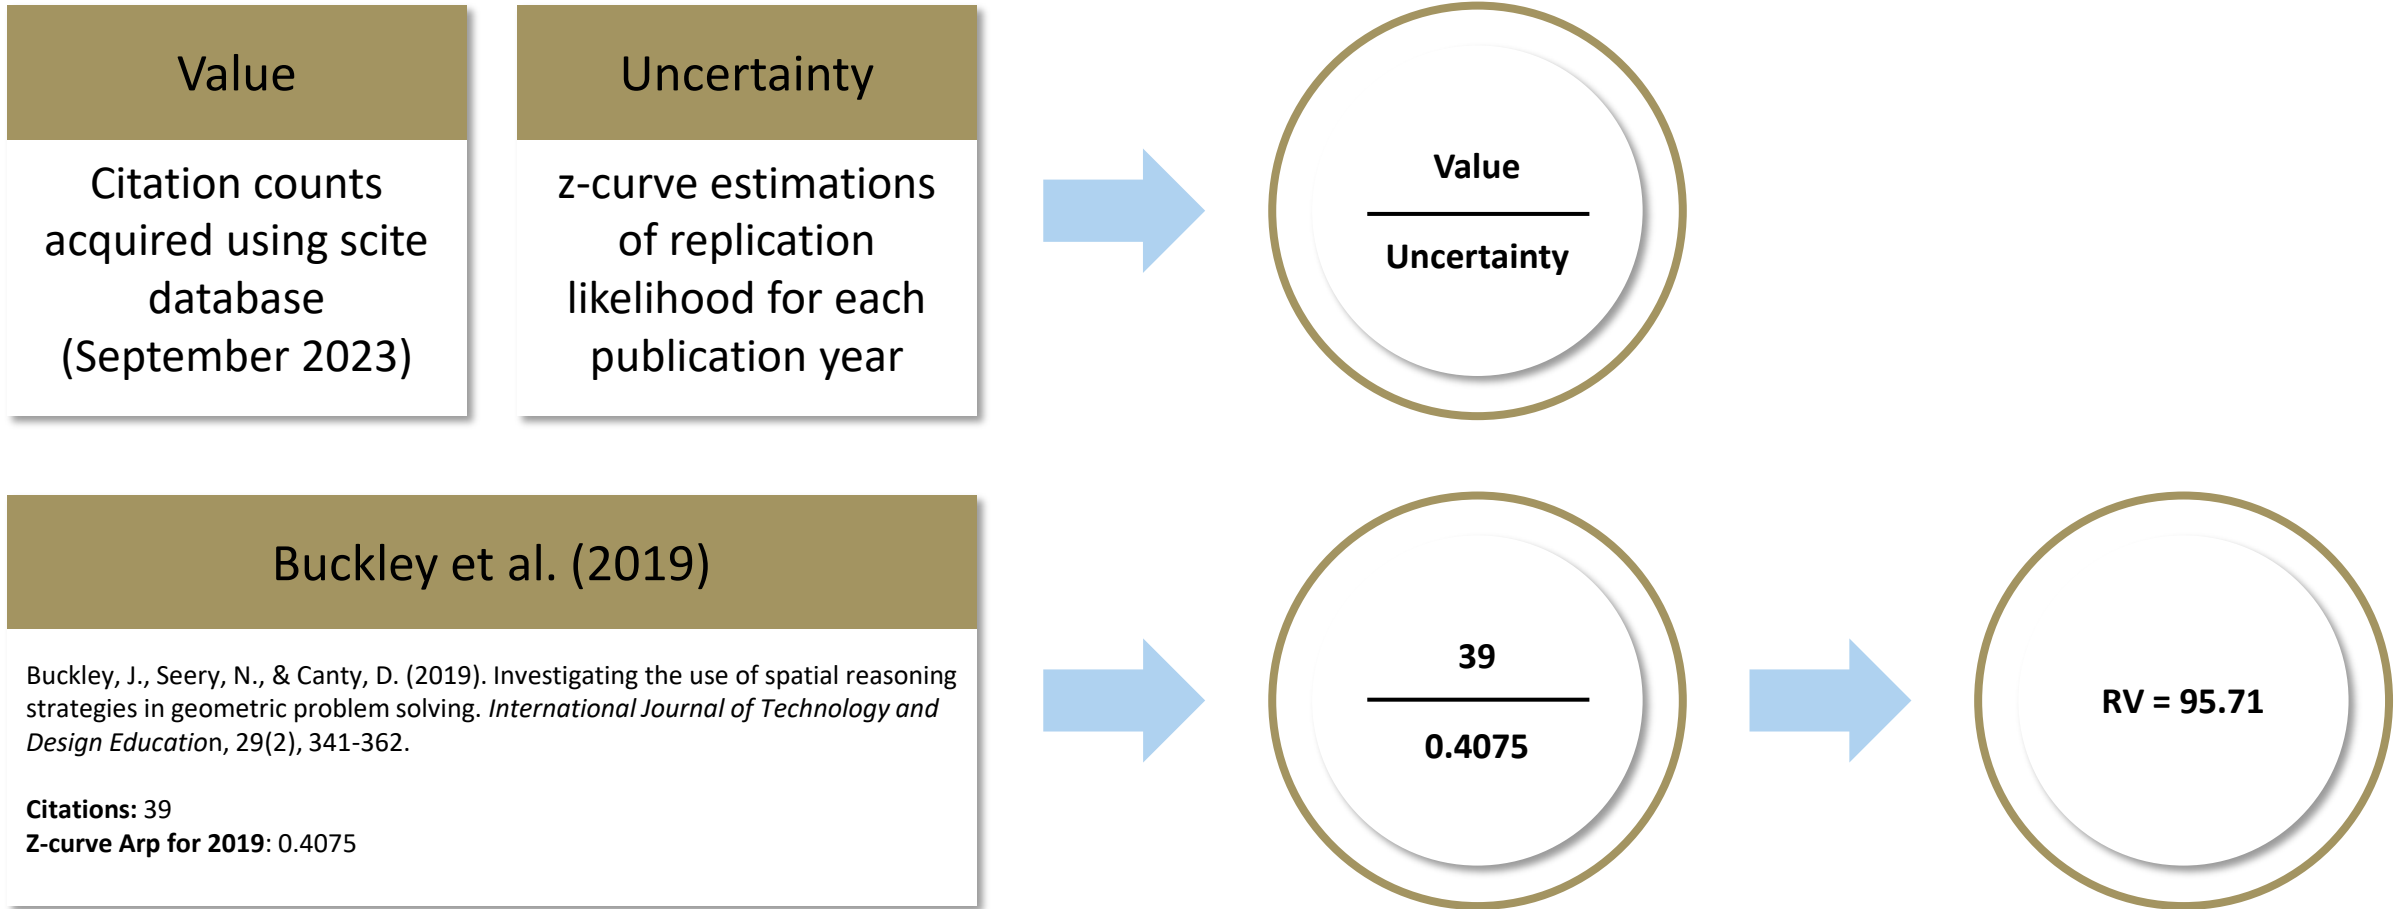 Value
Citation counts
acquired using scite
database
(September 2023)
Uncertainty
z-curve estimations
of replication
likelihood for each
publication year
Value
Uncertainty
Buckley et al. (2019)
Buckley, J., Seery, N., & Canty, D. (2019). Investigating the use of spatial reasoning
strategies in geometric problem solving. International Journal of Technology and
Design Education, 29(2), 341-362.
Citations: 39
Z-curve Arp for 2019: 0.4075
39
0.4075
RV = 95.71